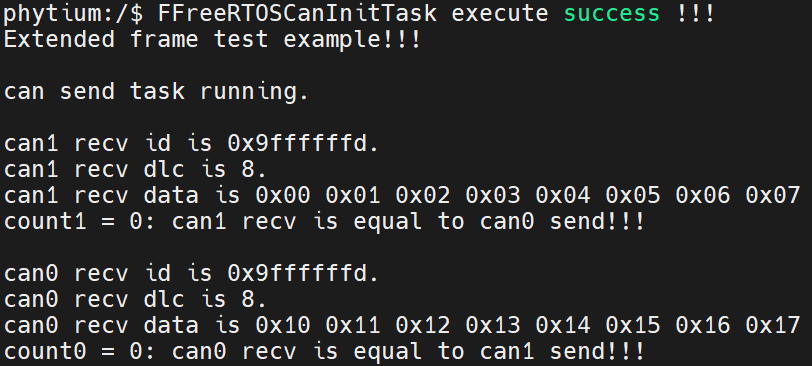 phytium:/$ FFreeRTOSCanInitTask execute success !!!
Extended frame test example!!!
can send task running.
can1 recv id is 0x9ffffffd.
can1 recv dlc is 8.
can1 recv data is 0x00 0x01 0x02 0x03 0x04 0x05 0x06 0x07
count1 = 0: can1 recv is equal to can0 send!!!
can0 recv id is 0x9ffffffd.
can0 recv dlc is 8.
can0 recv data is 0x10 0x11 0x12 0x13 0x14 0x15 0x16 0x17
count0 = 0: can0 recv is equal to can1 send!!!